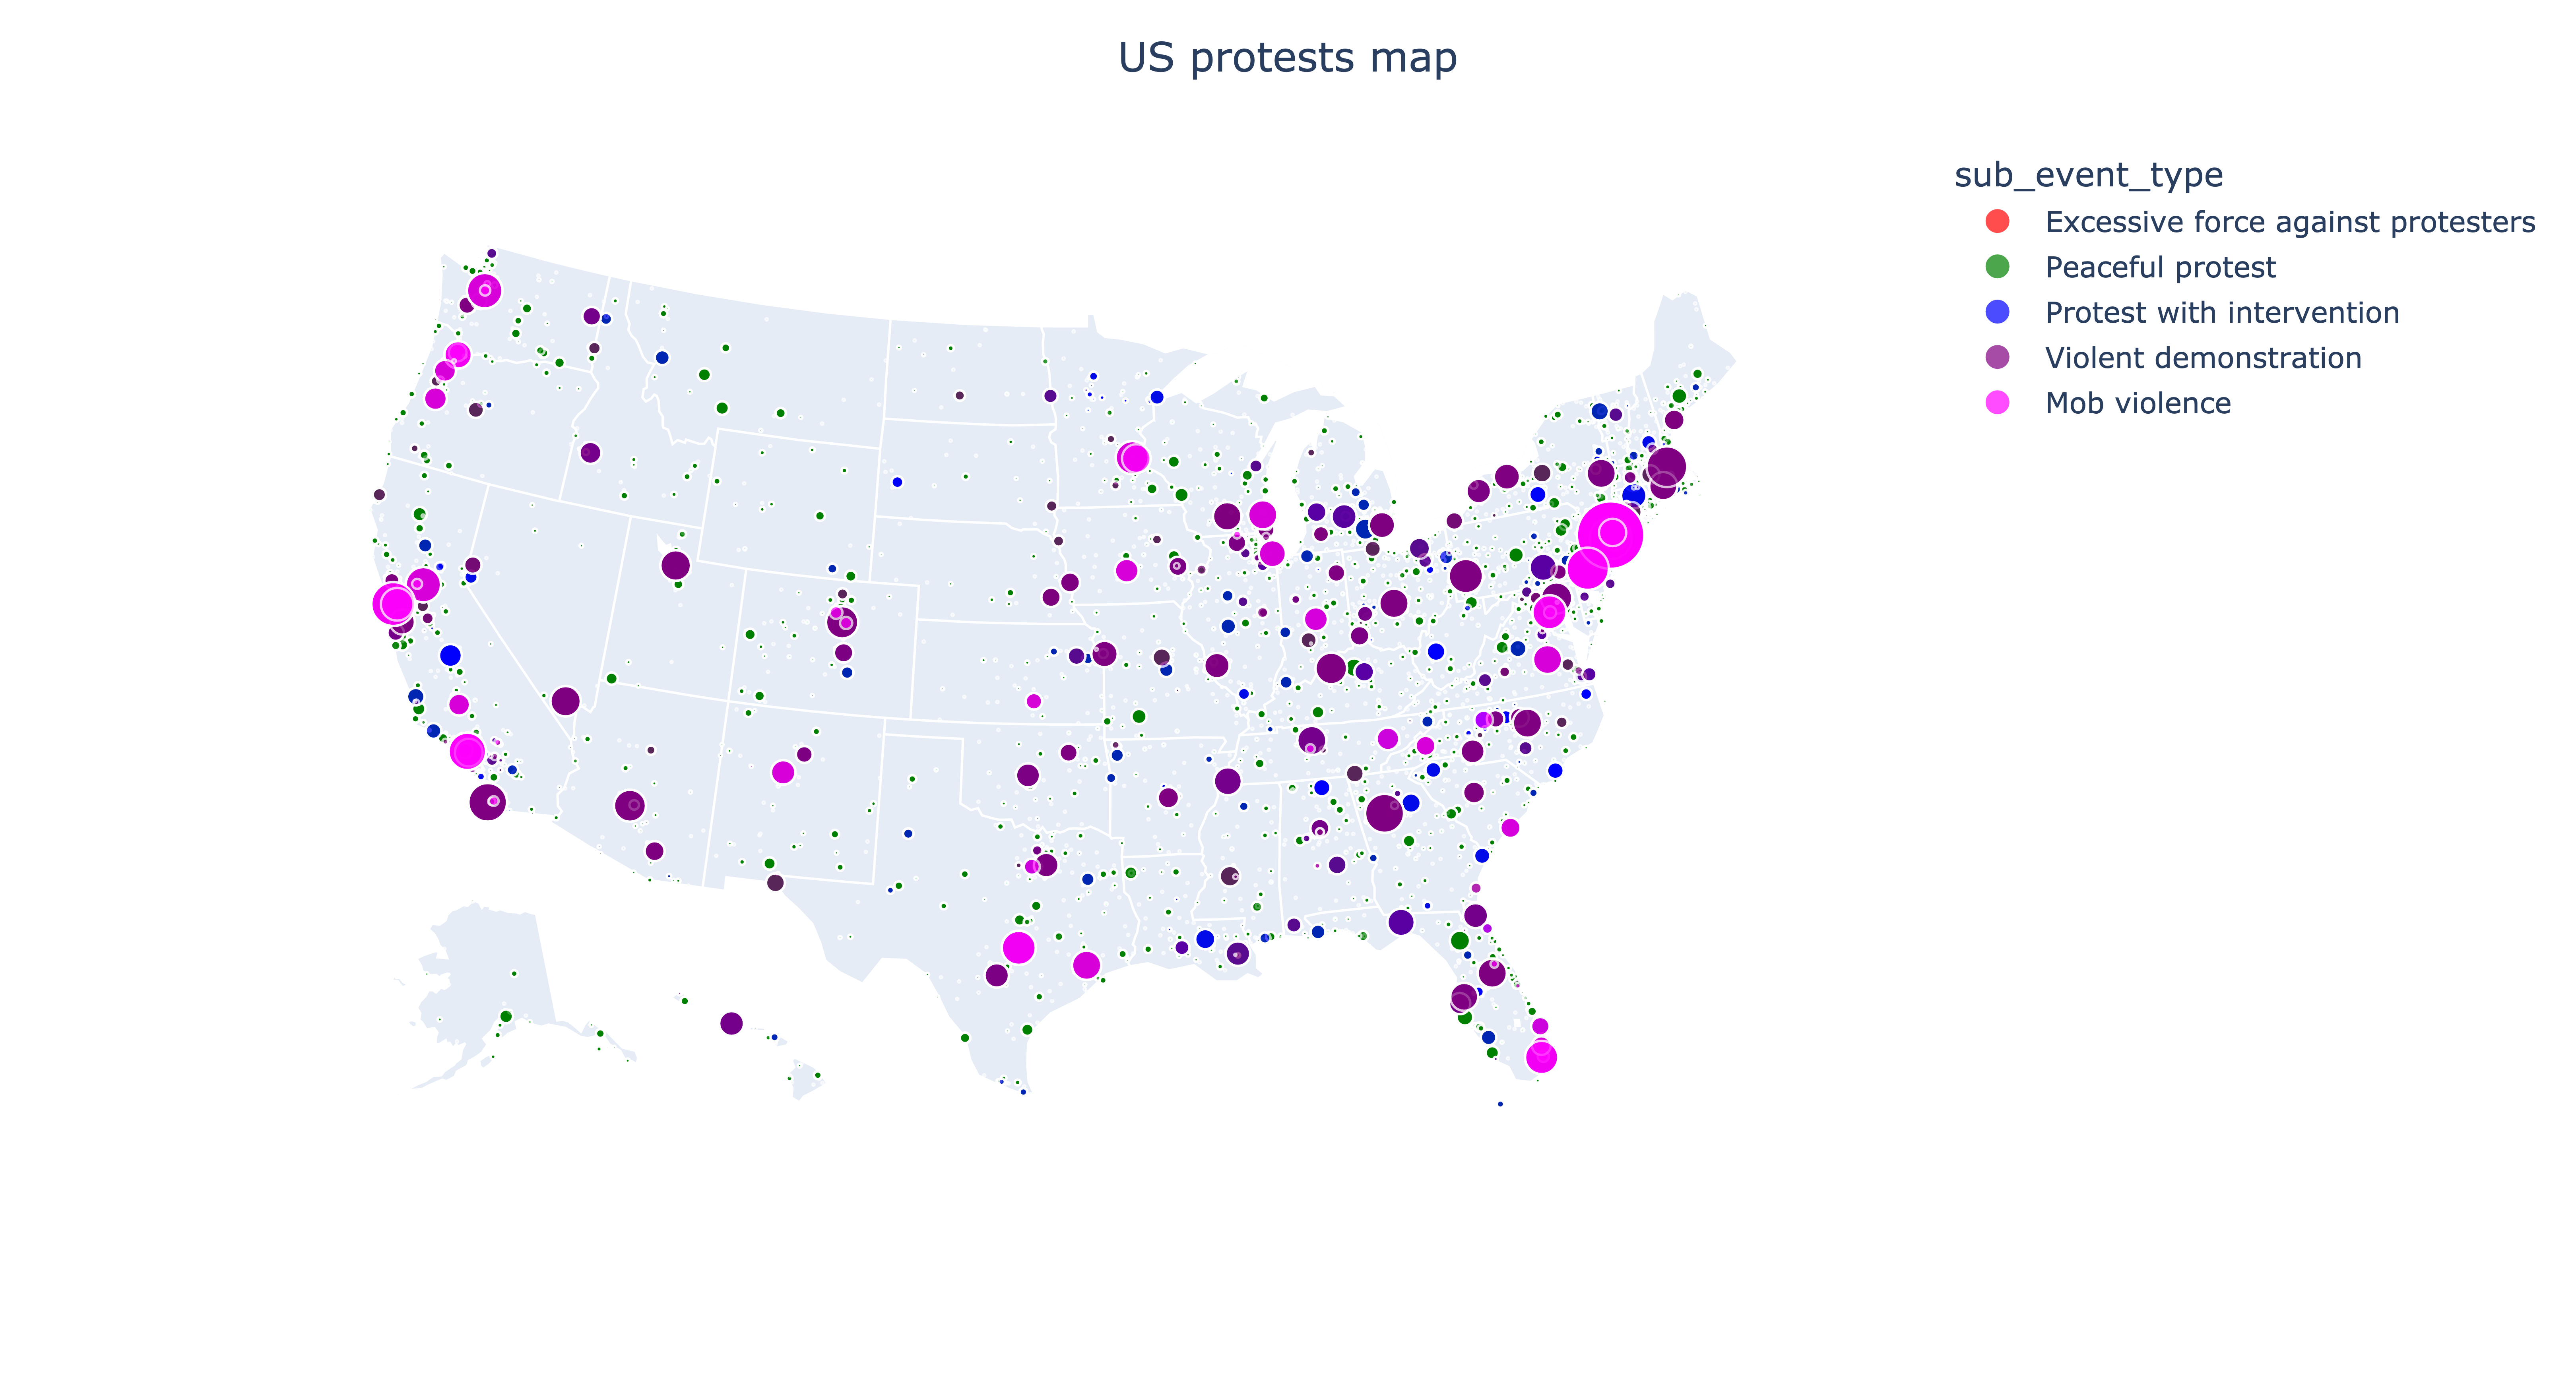 US protests map
sub_event_type
Excessive force against protesters
Peaceful protest
Protest with intervention
Violent demonstration
Mob violence